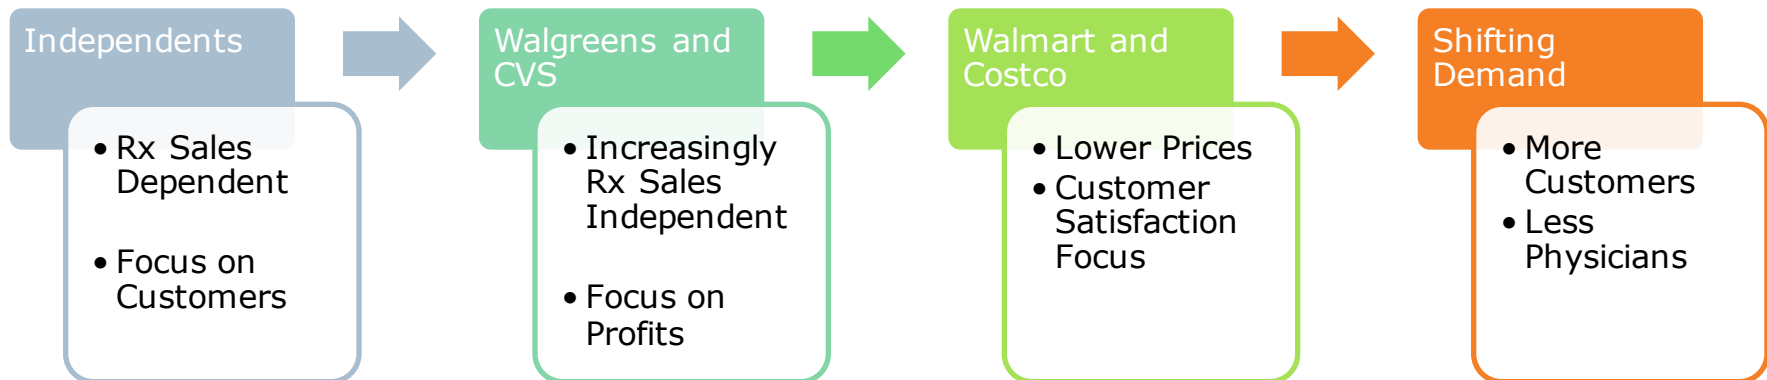 Independents
• Rx Sales
Dependent
• Focus on
Customers
Walgreens and
CVS
• Increasingly
Rx Sales
Independent
• Focus on
Profits
Walmart and
Costco
• Lower Prices
• Customer
Satisfaction
Focus
Shifting
Demand
• More
Customers
• Less
Physicians